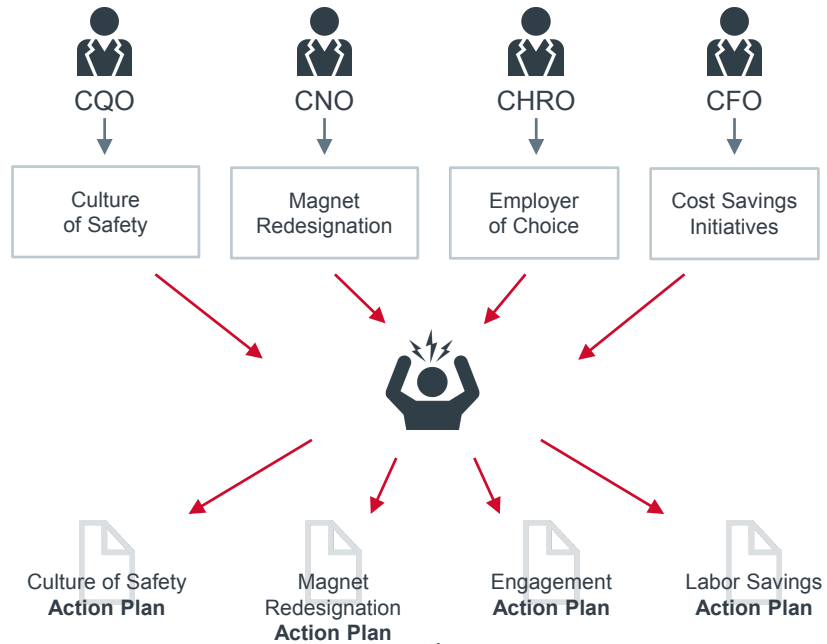 CQO
CNO
CHRO
CFO
Culture
of Safety
Magnet
Redesignation
Employer
of Choice
Cost Savings
Initiatives
Culture of Safety
Action Plan
Magnet
Redesignation
Action Plan
Engagement
Action Plan
Labor Savings
Action Plan